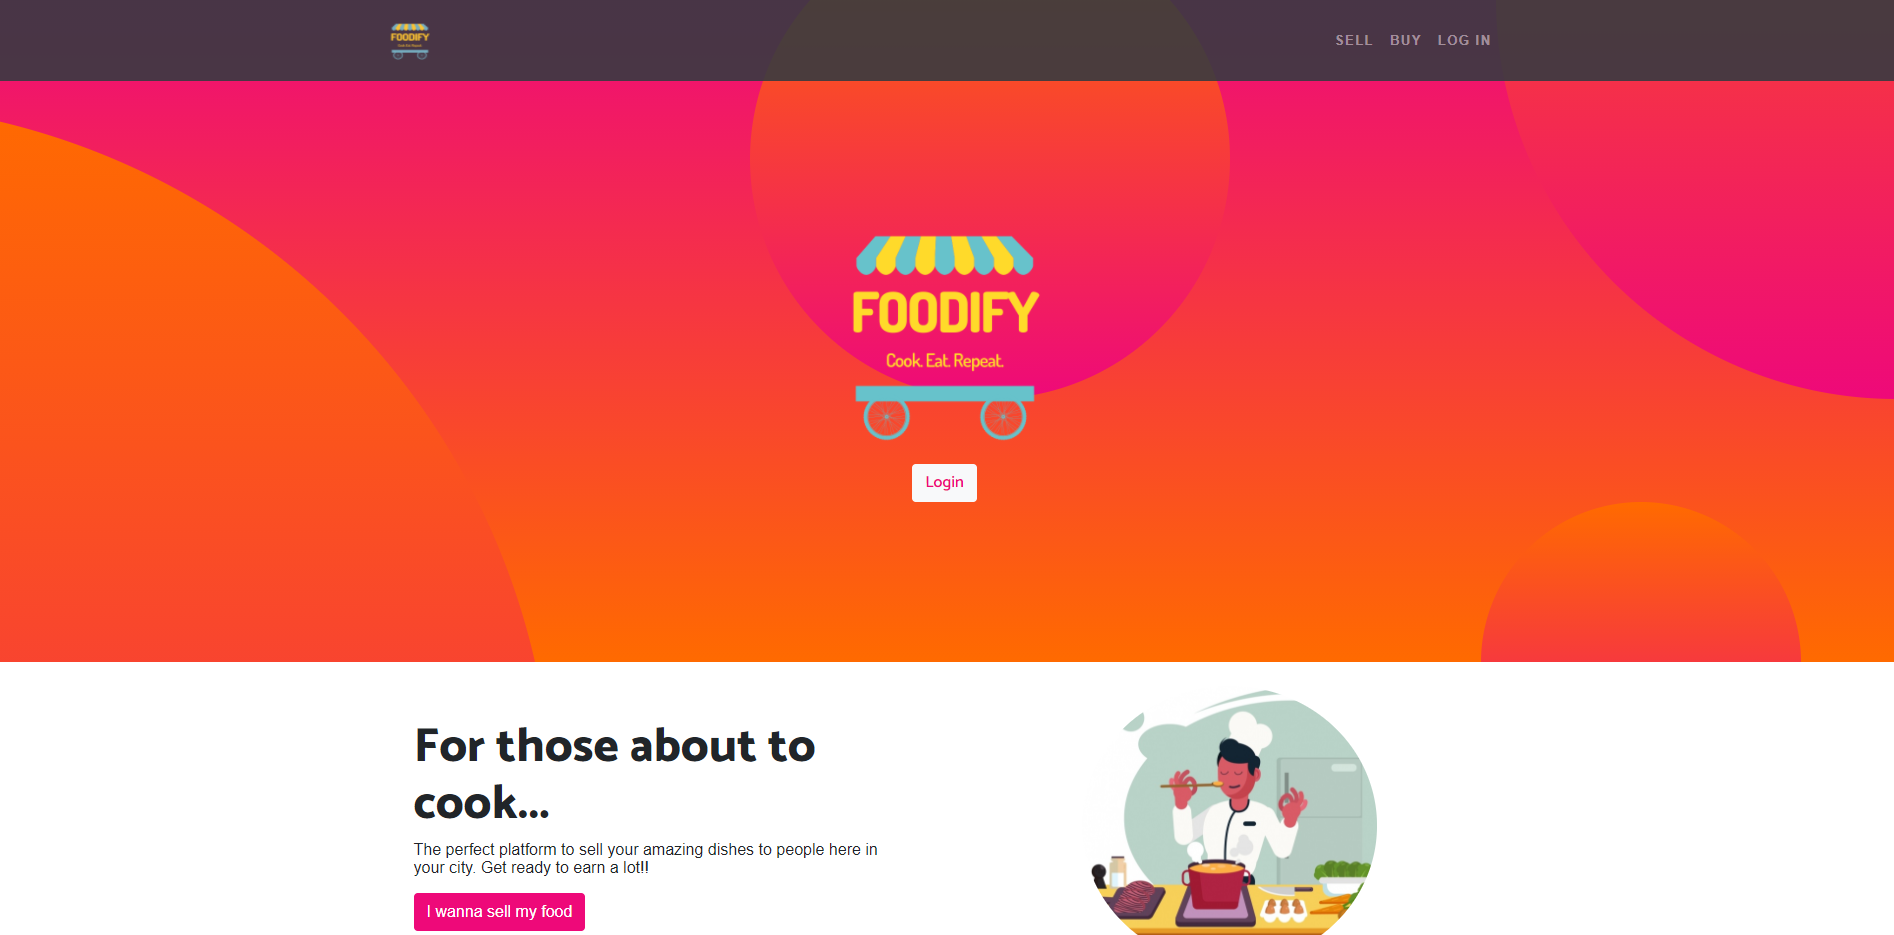 FOODIFY
SELL BUY LOG IN
FOODIFY
Cook. Eat. Repeat.
Login
For those about to
cook...
The perfect platform to sell your amazing dishes to people here in
your city. Get ready to earn a lot!!
I wanna sell my food